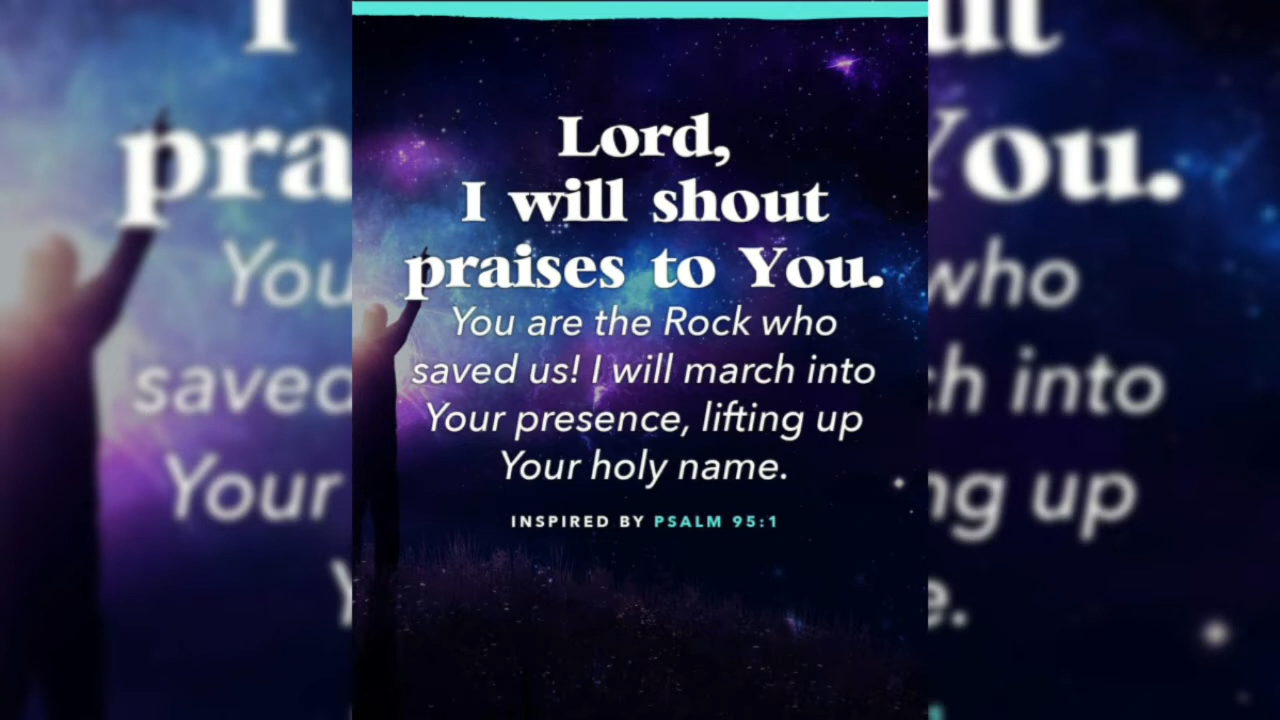 Lord,
I will shout
praises to You.
You are the Rock who
saved us! I will march into
Your presence, lifting up
Your holy name.
INSPIRED BY PSALM 95:1